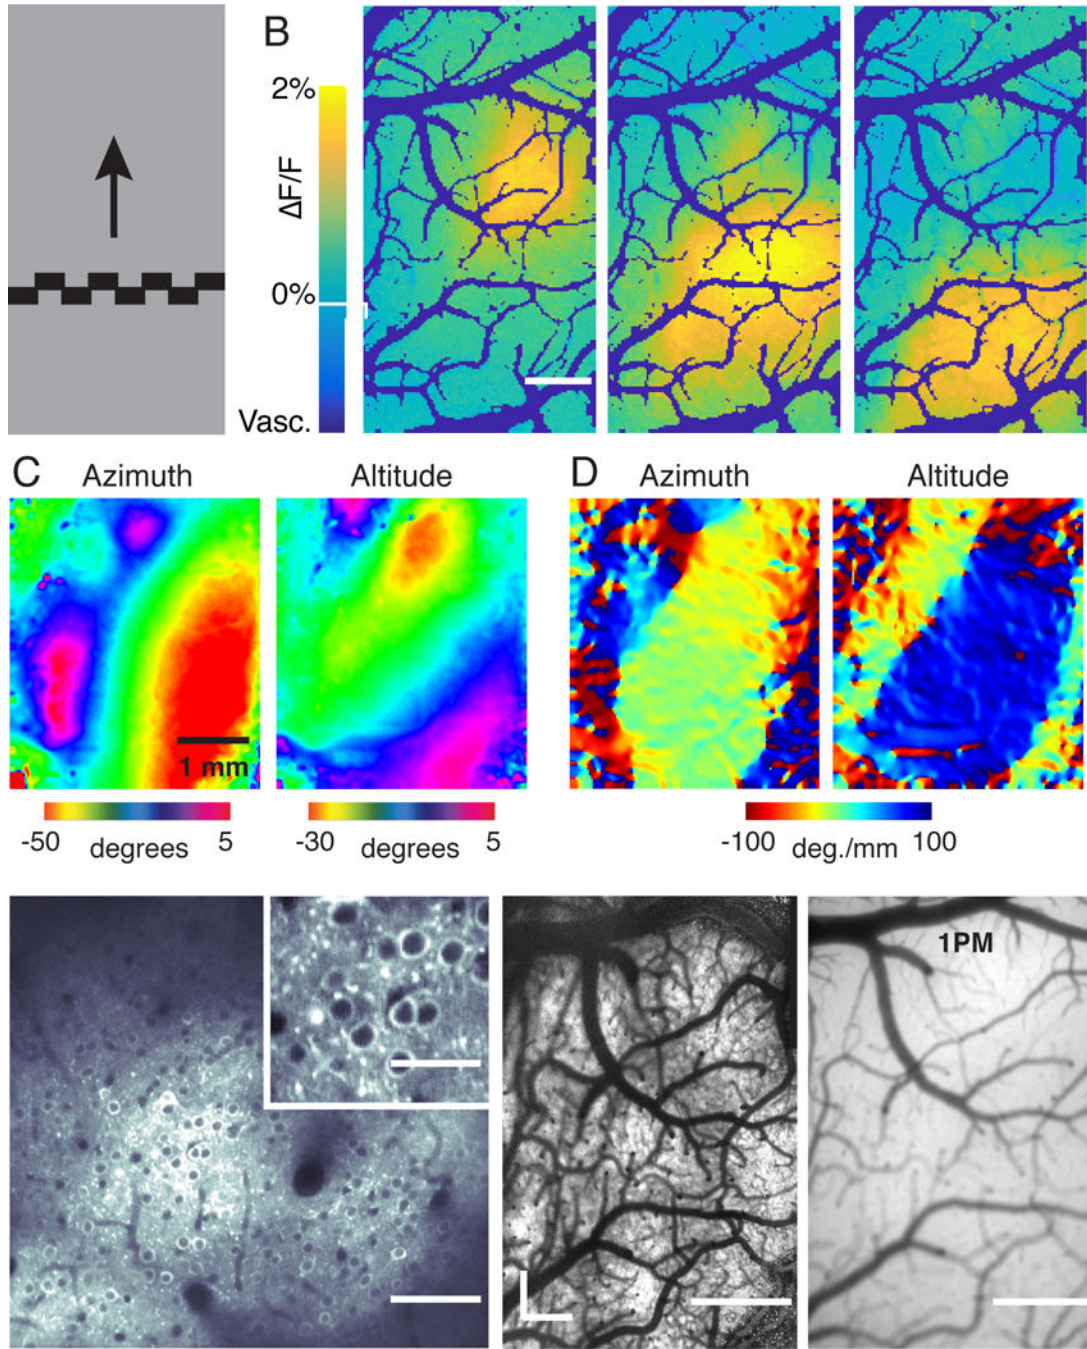 B
2%
ΔF/F
0%
Vasc.
C
Azimuth
Altitude
D
Azimuth
Altitude
1 mm
-50
degrees
5
-30
degrees
5
-100
deg./mm
100
1PM